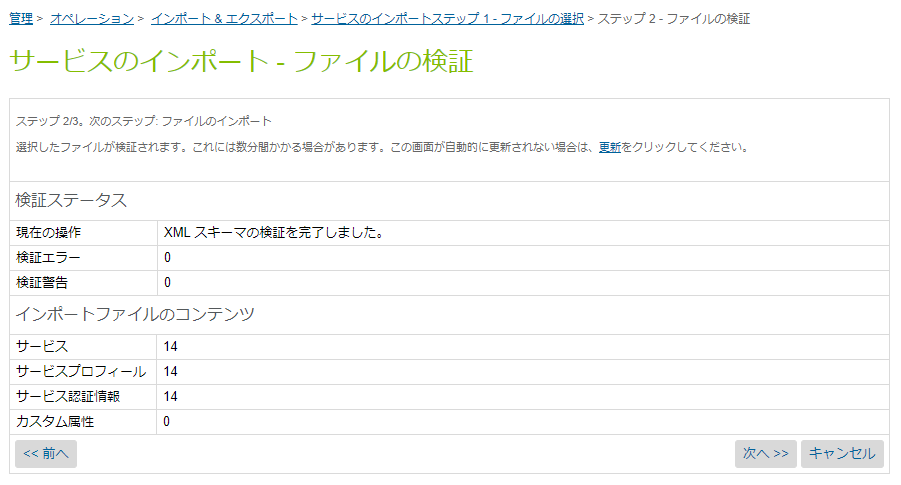 管理 > オペレーション > インポート & エクスポート > サービスのインポートステップ 1 - ファイルの選択 > ステップ 2 - ファイルの検証
サービスのインポート - ファイルの検証
ステップ 2/3。次のステップ: ファイルのインポート
選択したファイルが検証されます。これには数分間かかる場合があります。この画面が自動的に更新されない場合は、更新をクリックしてください。
検証ステータス
現在の操作 XML スキーマの検証を完了しました。
検証エラー 0
検証警告 0
インポートファイルのコンテンツ
サービス 14
サービスプロフィール 14
サービス認証情報 14
カスタム属性 0
<< 前へ 次へ >> キャンセル